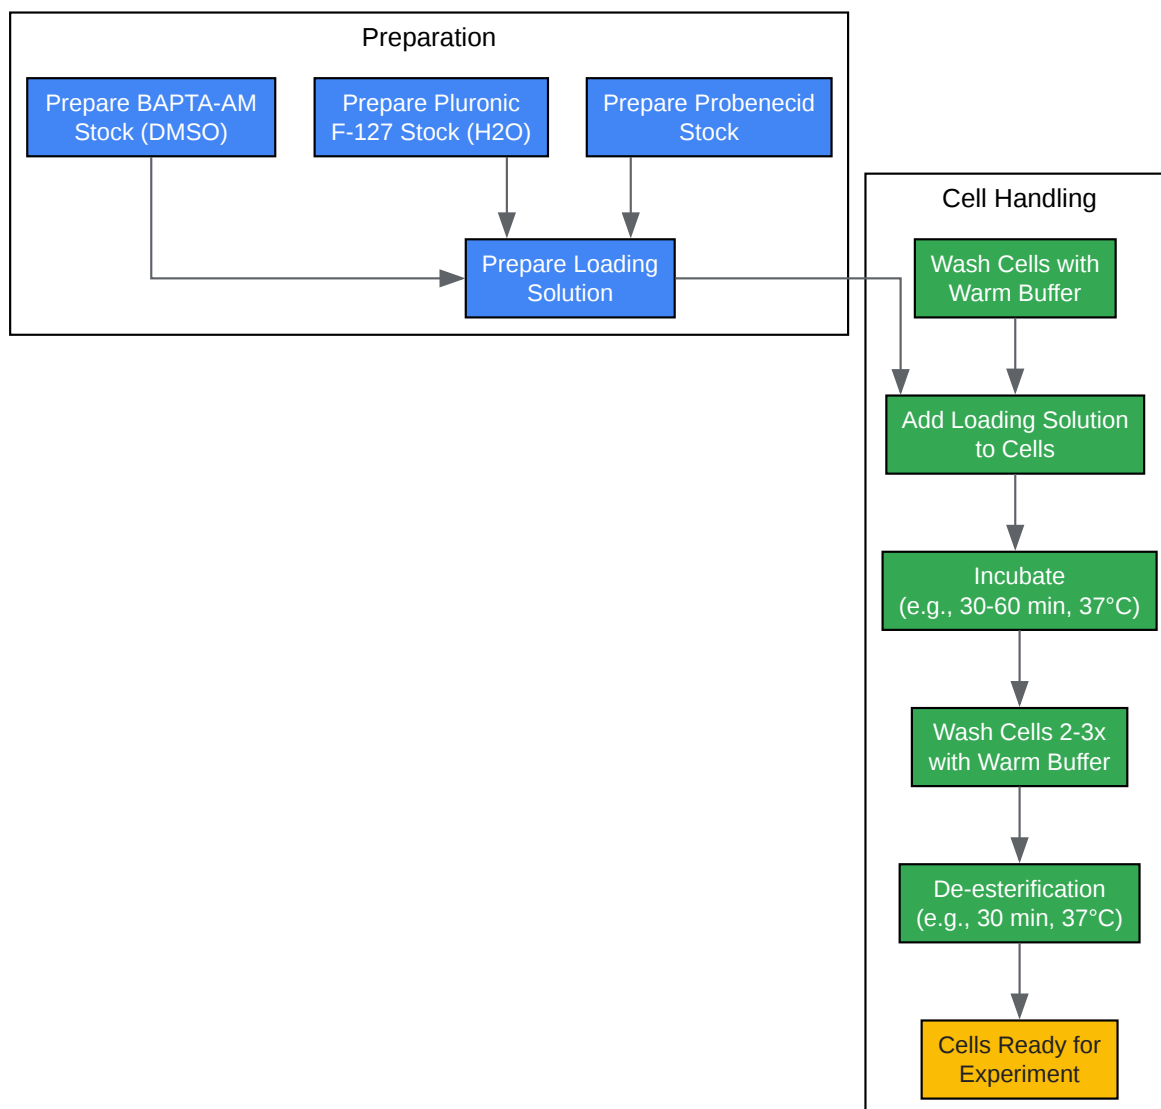 Preparation
Prepare BAPTA-AM
Stock (DMSO)
Prepare Pluronic
F-127 Stock (H2O)
Prepare Probenecid
Stock
Prepare Loading
Solution
Cell Handling
Wash Cells with
Warm Buffer
Add Loading Solution
to Cells
Incubate
(e.g., 30-60 min, 37°C)
Wash Cells 2-3x
with Warm Buffer
De-esterification
(e.g., 30 min, 37°C)
Cells Ready for
Experiment